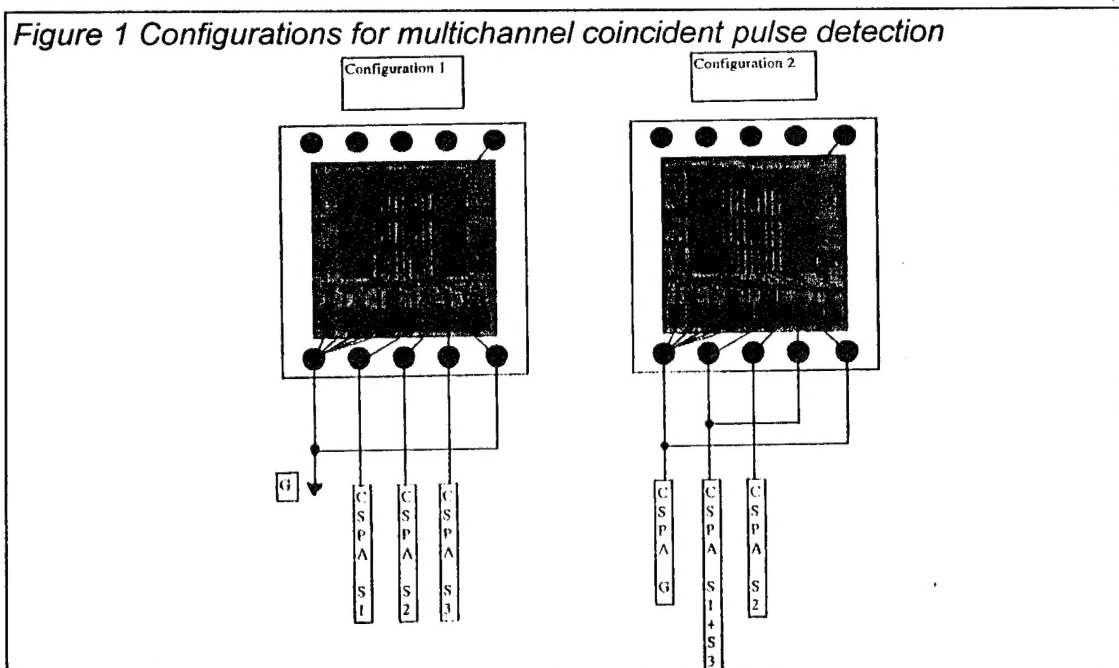 Figure 1 Configurations for multichannel coincident pulse detection
Configuration 1
Configuration 2
G
CSPA S1
CSPA S2
CSPA S3
CSPA G
CSPA S1+S3
CSPA S2